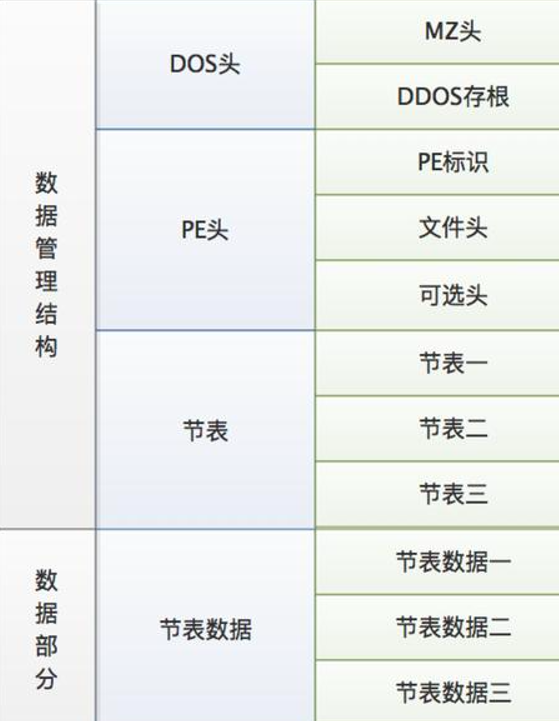 数据管理结构
DOS头
MZ头
DDOS存根
PE头
PE标识
文件头
可选头
节表
节表一
节表二
节表三
数据部分
节表数据
节表数据一
节表数据二
节表数据三